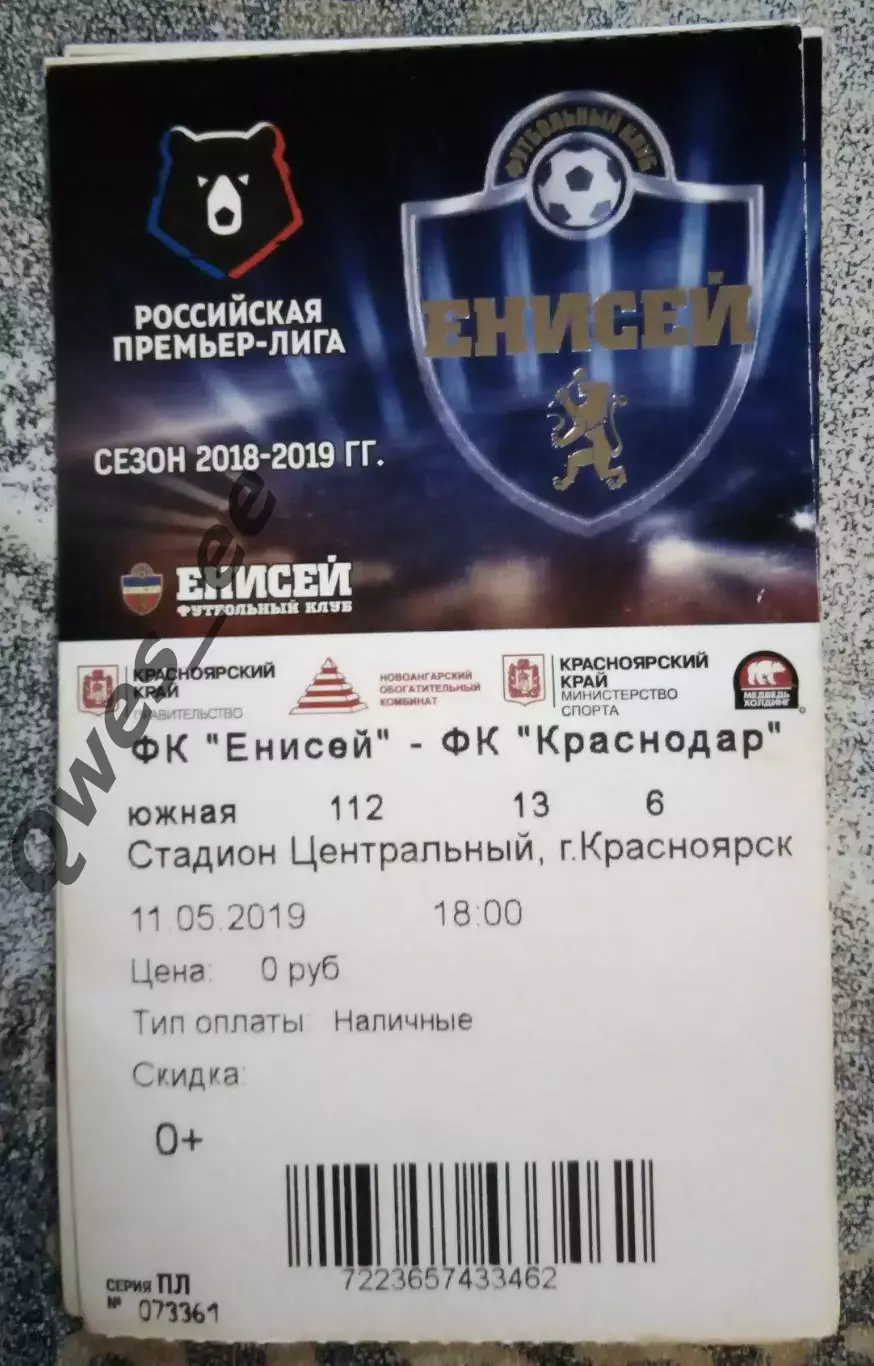 ФУТБОЛЬНЫЙ КЛУБ
ЕНИСЕЙ
РОССИЙСКАЯ
ПРЕМЬЕР-ЛИГА
СЕЗОН 2018-2019 ГГ.
ЕНИСЕЙ
ФУТБОЛЬНЫЙ КЛУБ
КРАСНОЯРСКИЙ
КРАЙ
ПРАВИТЕЛЬСТВО
НОВОАНГАРСКИЙ
ОБОГАТИТЕЛЬНЫЙ
КОМБИНАТ
КРАСНОЯРСКИЙ
КРАЙ
МИНИСТЕРСТВО
СПОРТА
МЕДВЕДЬ
ХОЛДИНГ
ФК "Енисей" - ФК "Краснодар"
южная 112 13 6
Стадион Центральный, г.Красноярск
11.05.2019 18:00
Цена: 0 руб
Тип оплаты: Наличные
Скидка:
0+
7223657433462
СЕРИЯ ПЛ
№ 073361
Qwes_ee